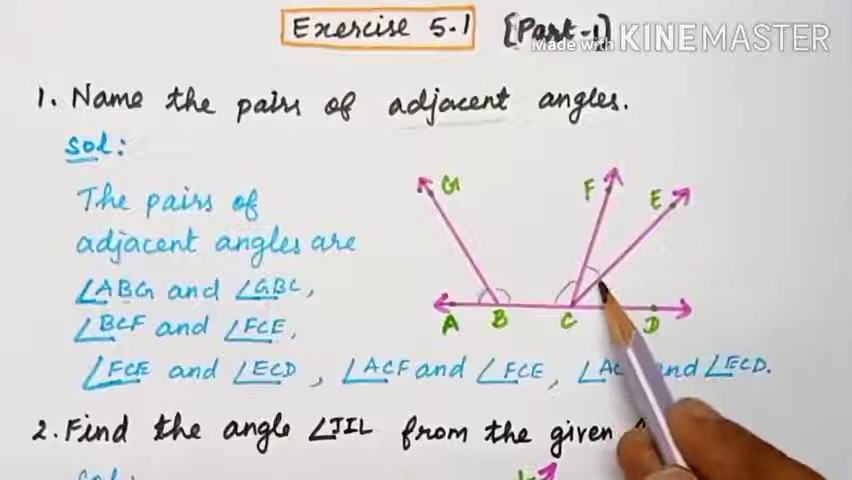 Exercise 5.1 [Part-1]
Made with KINEMASTER
1. Name the pairs of adjacent angles.
Sol:
The pairs of
adjacent angles are
∠ABG and ∠GBC,
∠BCF and ∠FCE,
∠FCE and ∠ECD, ∠ACF and ∠FCE, and ∠ECD.
G F E
A B C D
2. Find the angle ∠JIL from the given
Sol: